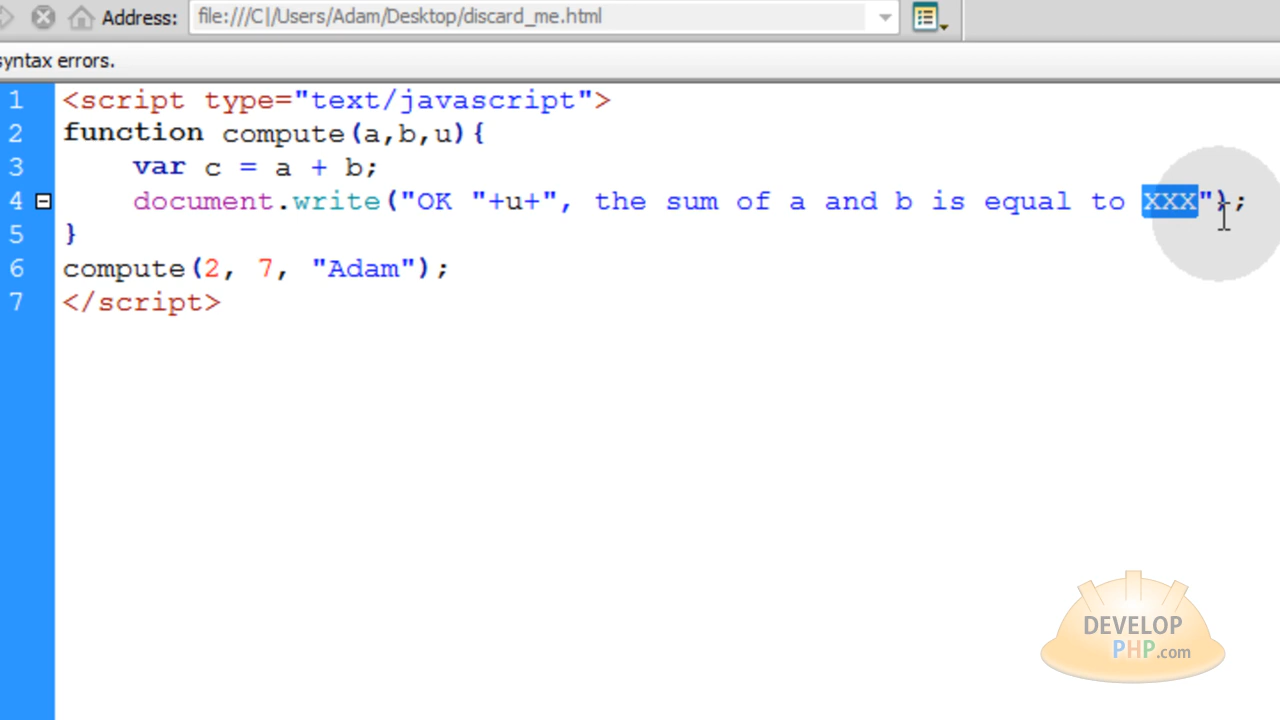 Address: file:///C|/Users/Adam/Desktop/discard_me.html
syntax errors.
1 <script type="text/javascript">
2 function compute(a,b,u){
3 var c = a + b;
4 document.write("OK "+u+", the sum of a and b is equal to XXX");
5 }
6 compute(2, 7, "Adam");
7 </script>
DEVELOP
PHP.com